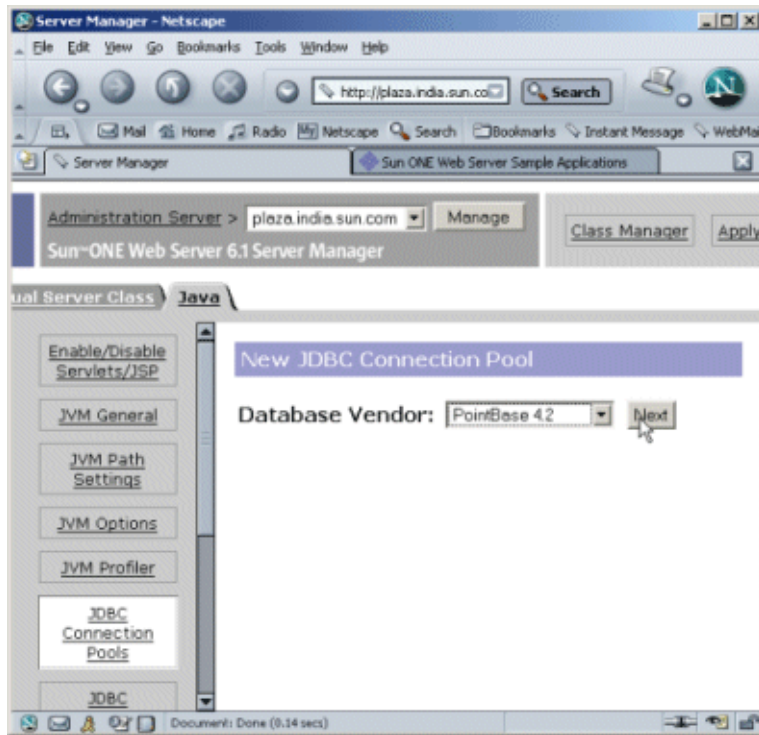 Server Manager - Netscape
File Edit View Go Bookmarks Tools Window Help
http://plaza.india.sun.co Search
Mail Home Radio My Netscape Search Bookmarks Instant Message WebMai
Server Manager Sun ONE Web Server Sample Applications
Administration Server > plaza.india.sun.com Manage
Class Manager Apply
Sun™ONE Web Server 6.1 Server Manager
ual Server Class Java
Enable/Disable
Servlets/JSP
New JDBC Connection Pool
JVM General
Database Vendor: PointBase 4.2 Next
JVM Path
Settings
JVM Options
JVM Profiler
JDBC
Connection
Pools
JDBC
Document: Done (0.14 secs)